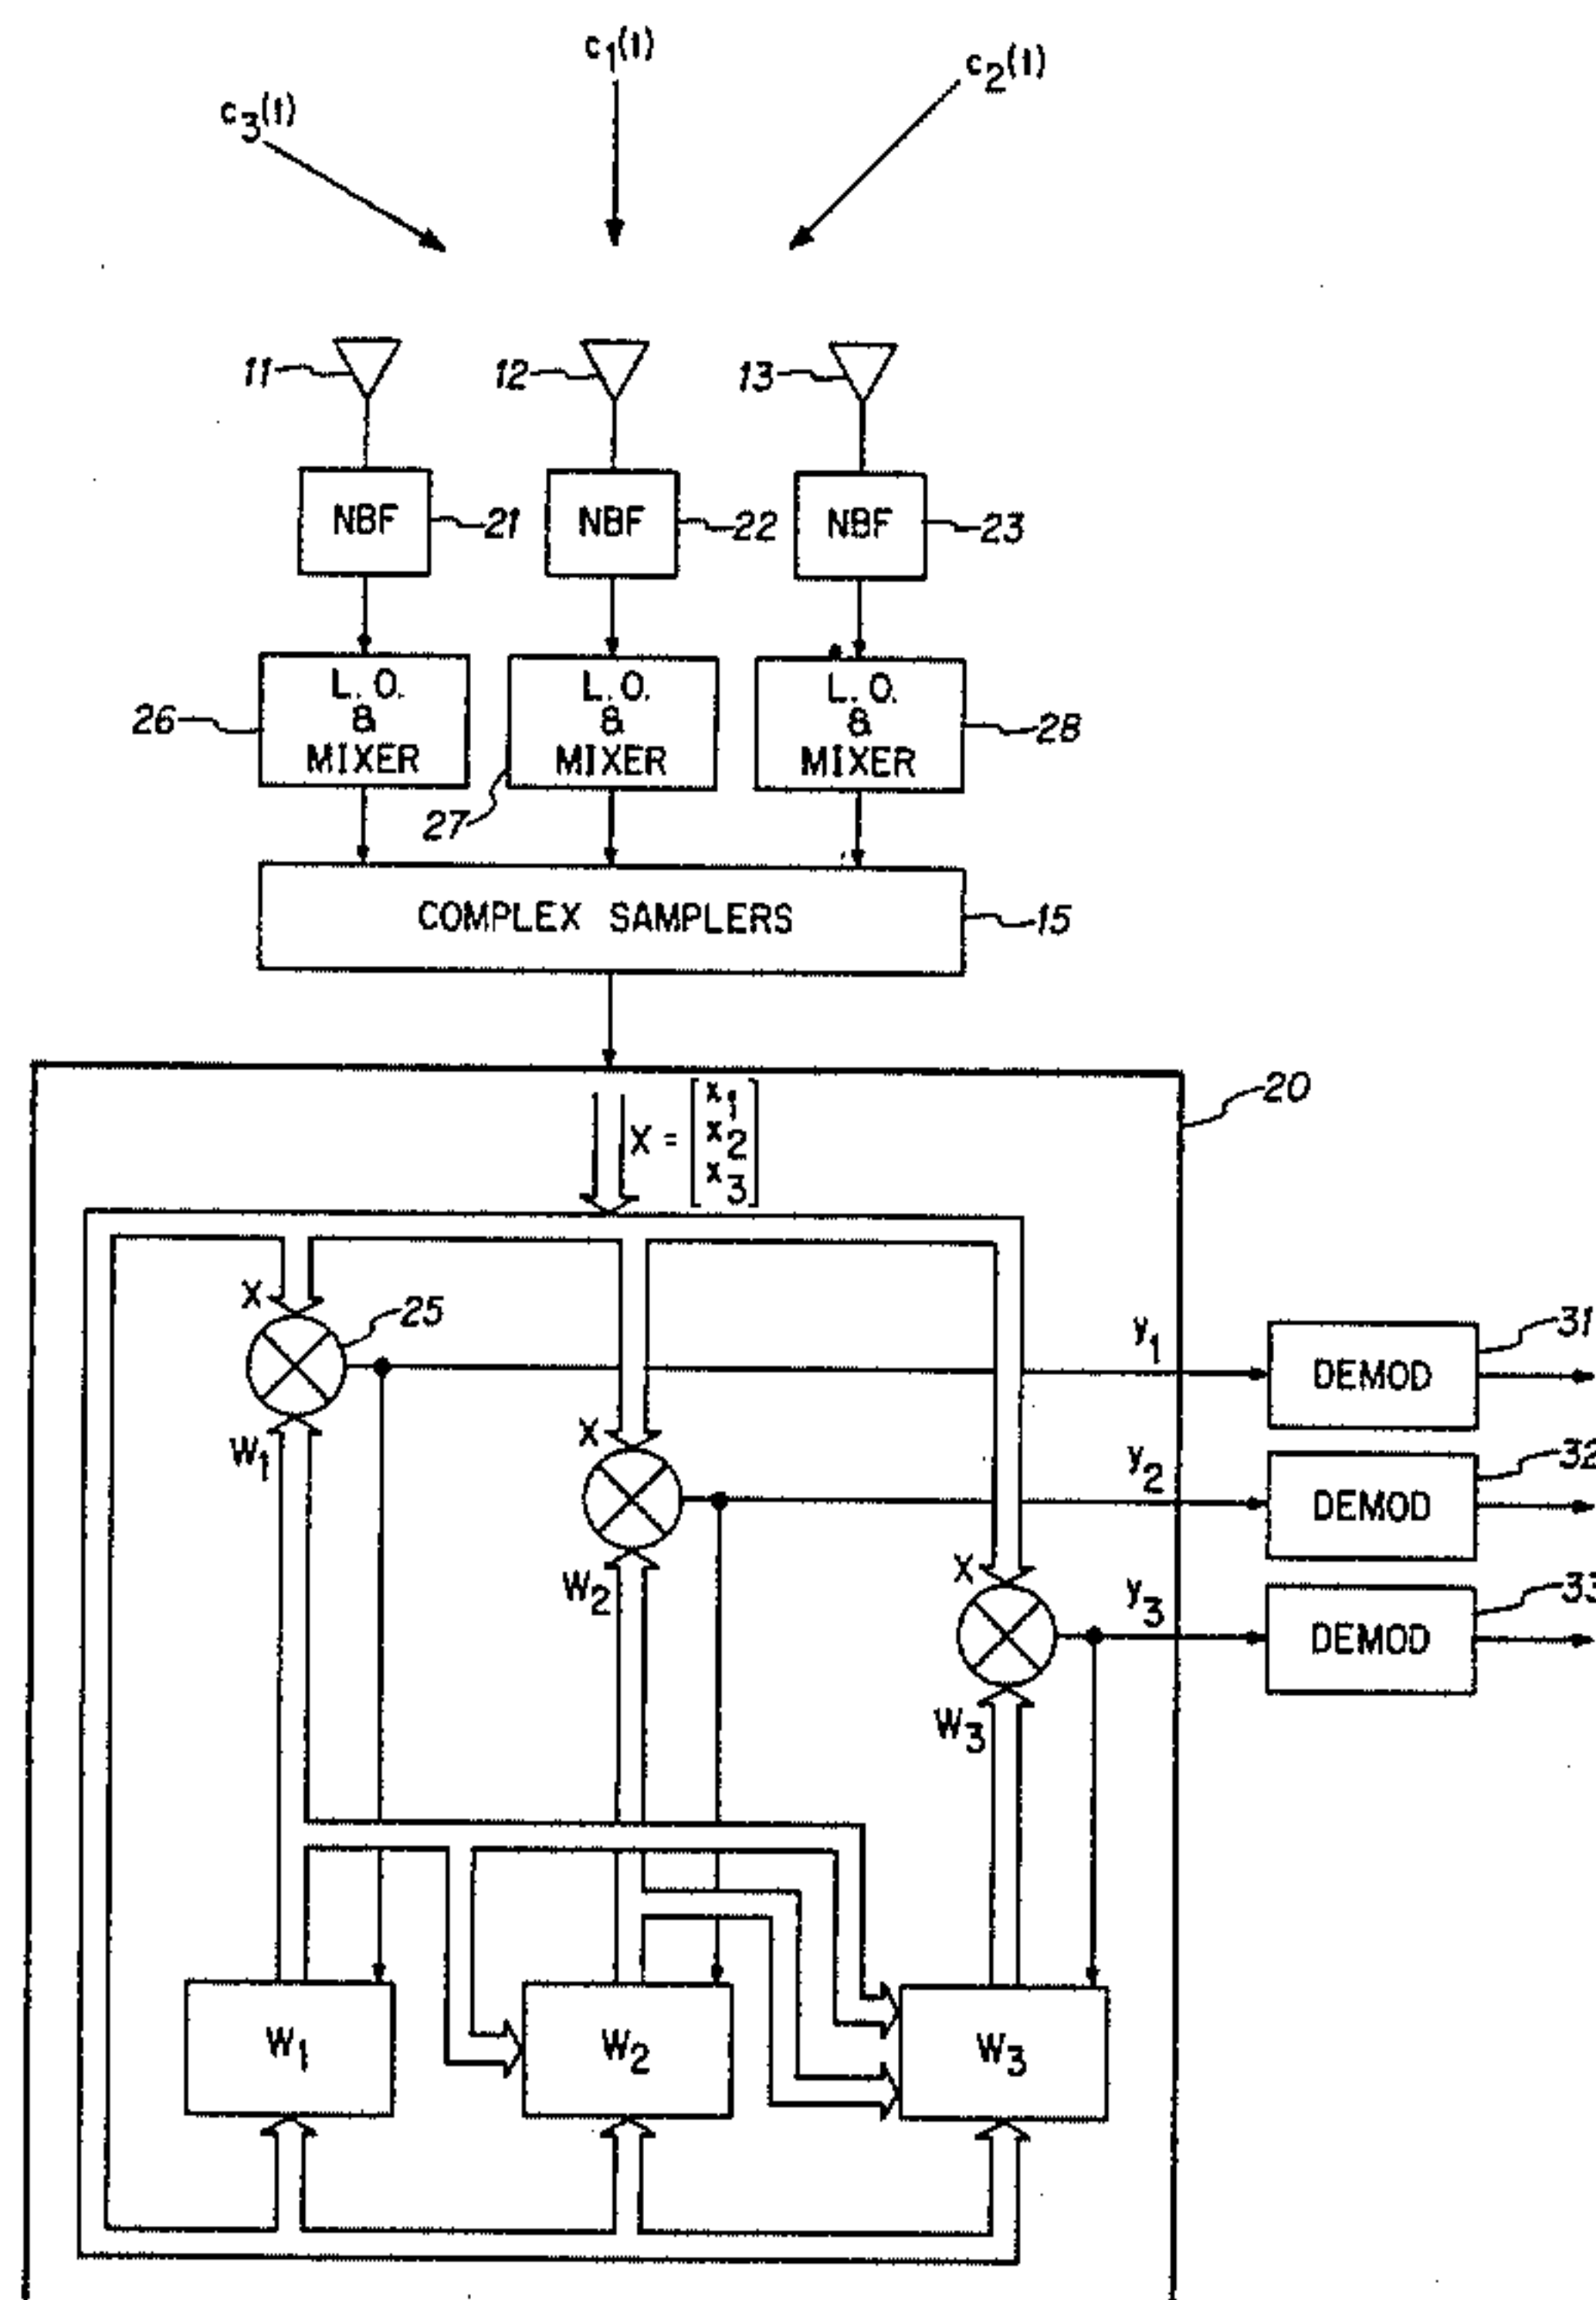 c1(t)
c2(t)
c3(t)
11
12
13
NBF
21
NBF
22
NBF
23
26
L. O.
&
MIXER
L. O.
&
MIXER
L. O.
&
MIXER
28
27
COMPLEX SAMPLERS
15
20
X = [x1
x2
x3]
X
25
y1
DEMOD
31
W1
X
y2
DEMOD
32
W2
X
y3
DEMOD
33
W3
W1
W2
W3